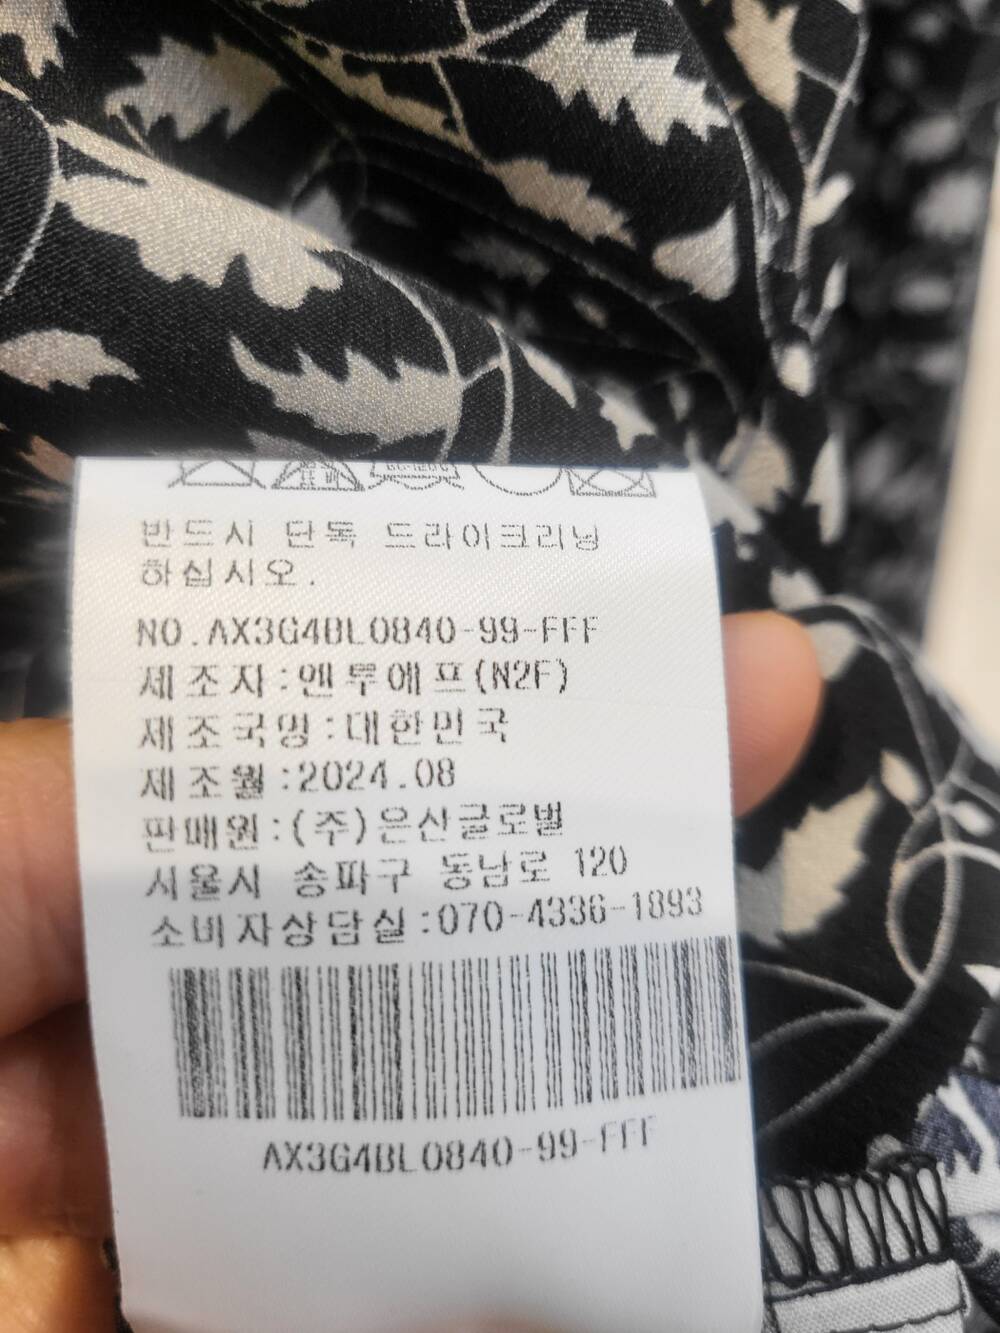 반드시 단독 드라이크리닝
하십시오.
NO.AX3G4BL0840-99-FFF
제조자:엔투에프(N2F)
제조국명:대한민국
제조월:2024.08
판매원:(주)은산글로벌
서울시 송파구 동남로 120
소비자상담실:070-4336-1893
AX3G4BL0840-99-FFF